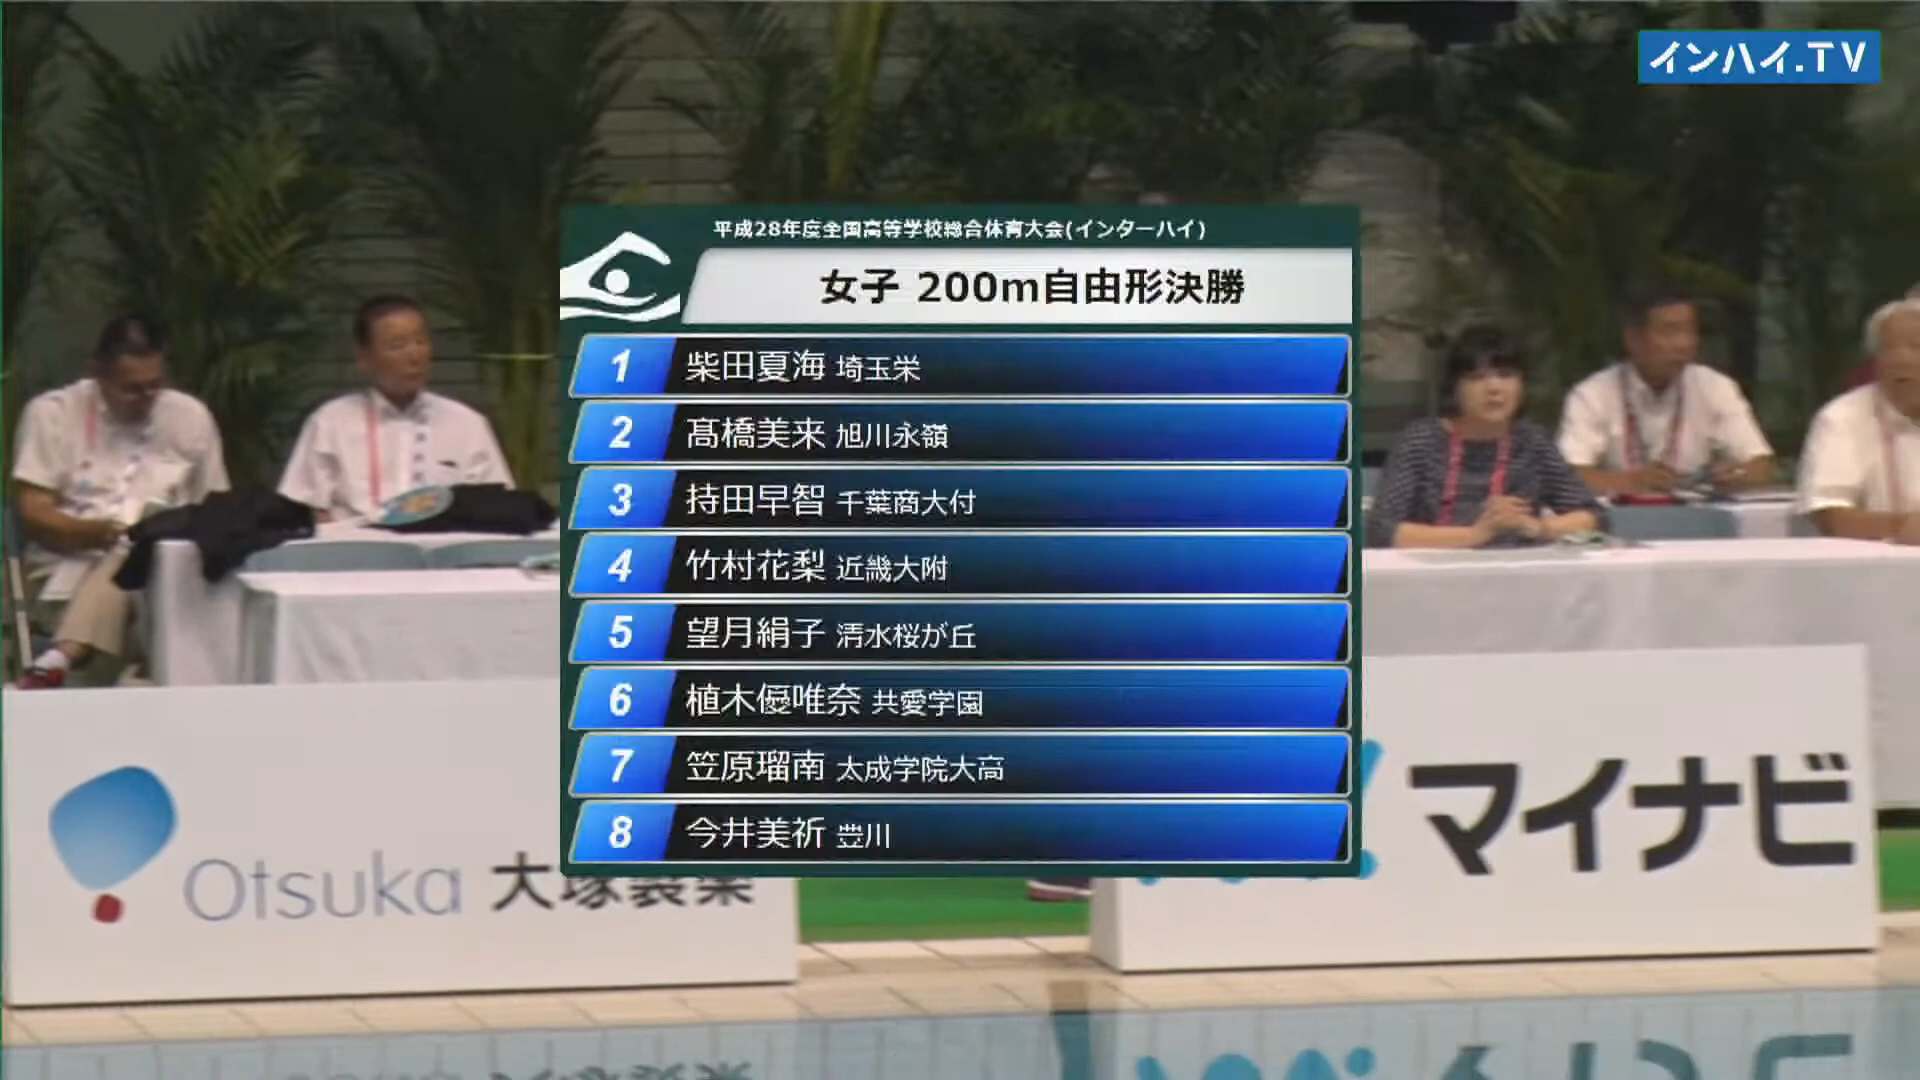 インハイ.TV
平成28年度全国高等学校総合体育大会(インターハイ)
女子 200m自由形決勝
1 柴田夏海 埼玉栄
2 髙橋美来 旭川永嶺
3 持田早智 千葉商大付
4 竹村花梨 近畿大附
5 望月絹子 清水桜が丘
6 植木優唯奈 共愛学園
7 笠原瑠南 太成学院大高
8 今井美祈 豊川
Otsuka 大塚製薬
マイナビ